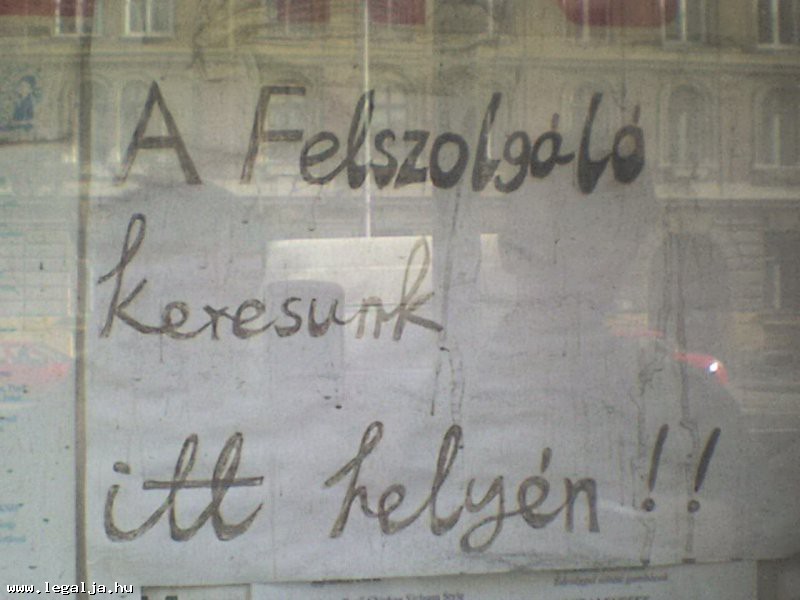 A Felszolgáló
keresunk
itt helyén!!
www.legalja.hu